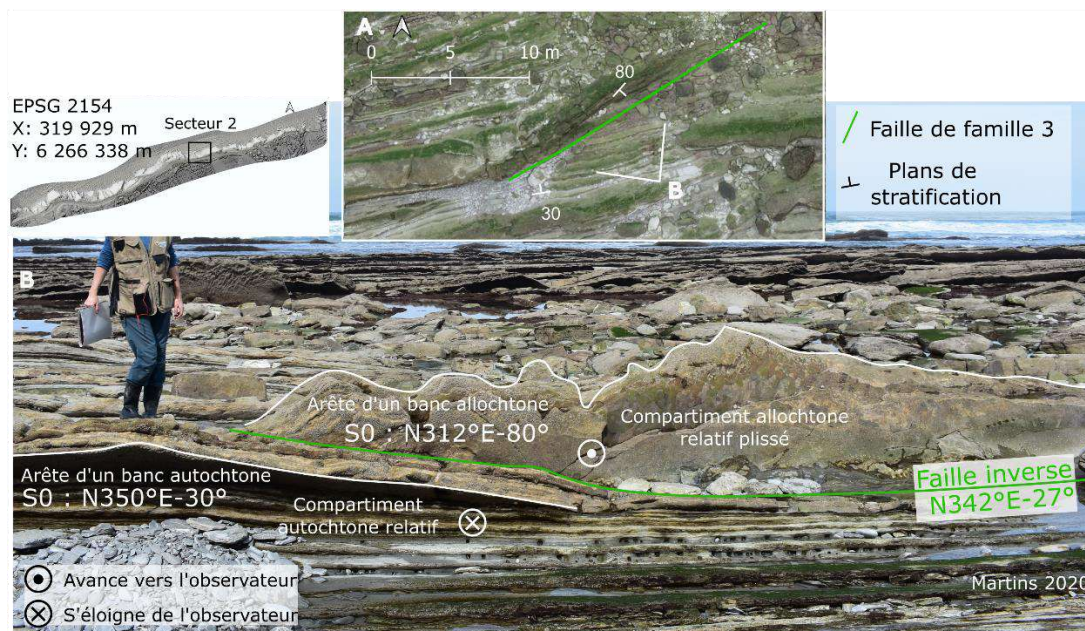 A
0 5 10 m
80
30
B
EPSG 2154
X: 319 929 m
Y: 6 266 338 m
Secteur 2
Faille de famille 3
Plans de
stratification
B
Arête d'un banc allochtone
S0 : N312°E-80°
Compartiment allochtone
relatif plissé
Arête d'un banc autochtone
S0 : N350°E-30°
Compartiment
autochtone relatif
Faille inverse
N342°E-27°
Avance vers l'observateur
S'éloigne de l'observateur
Martins 2020